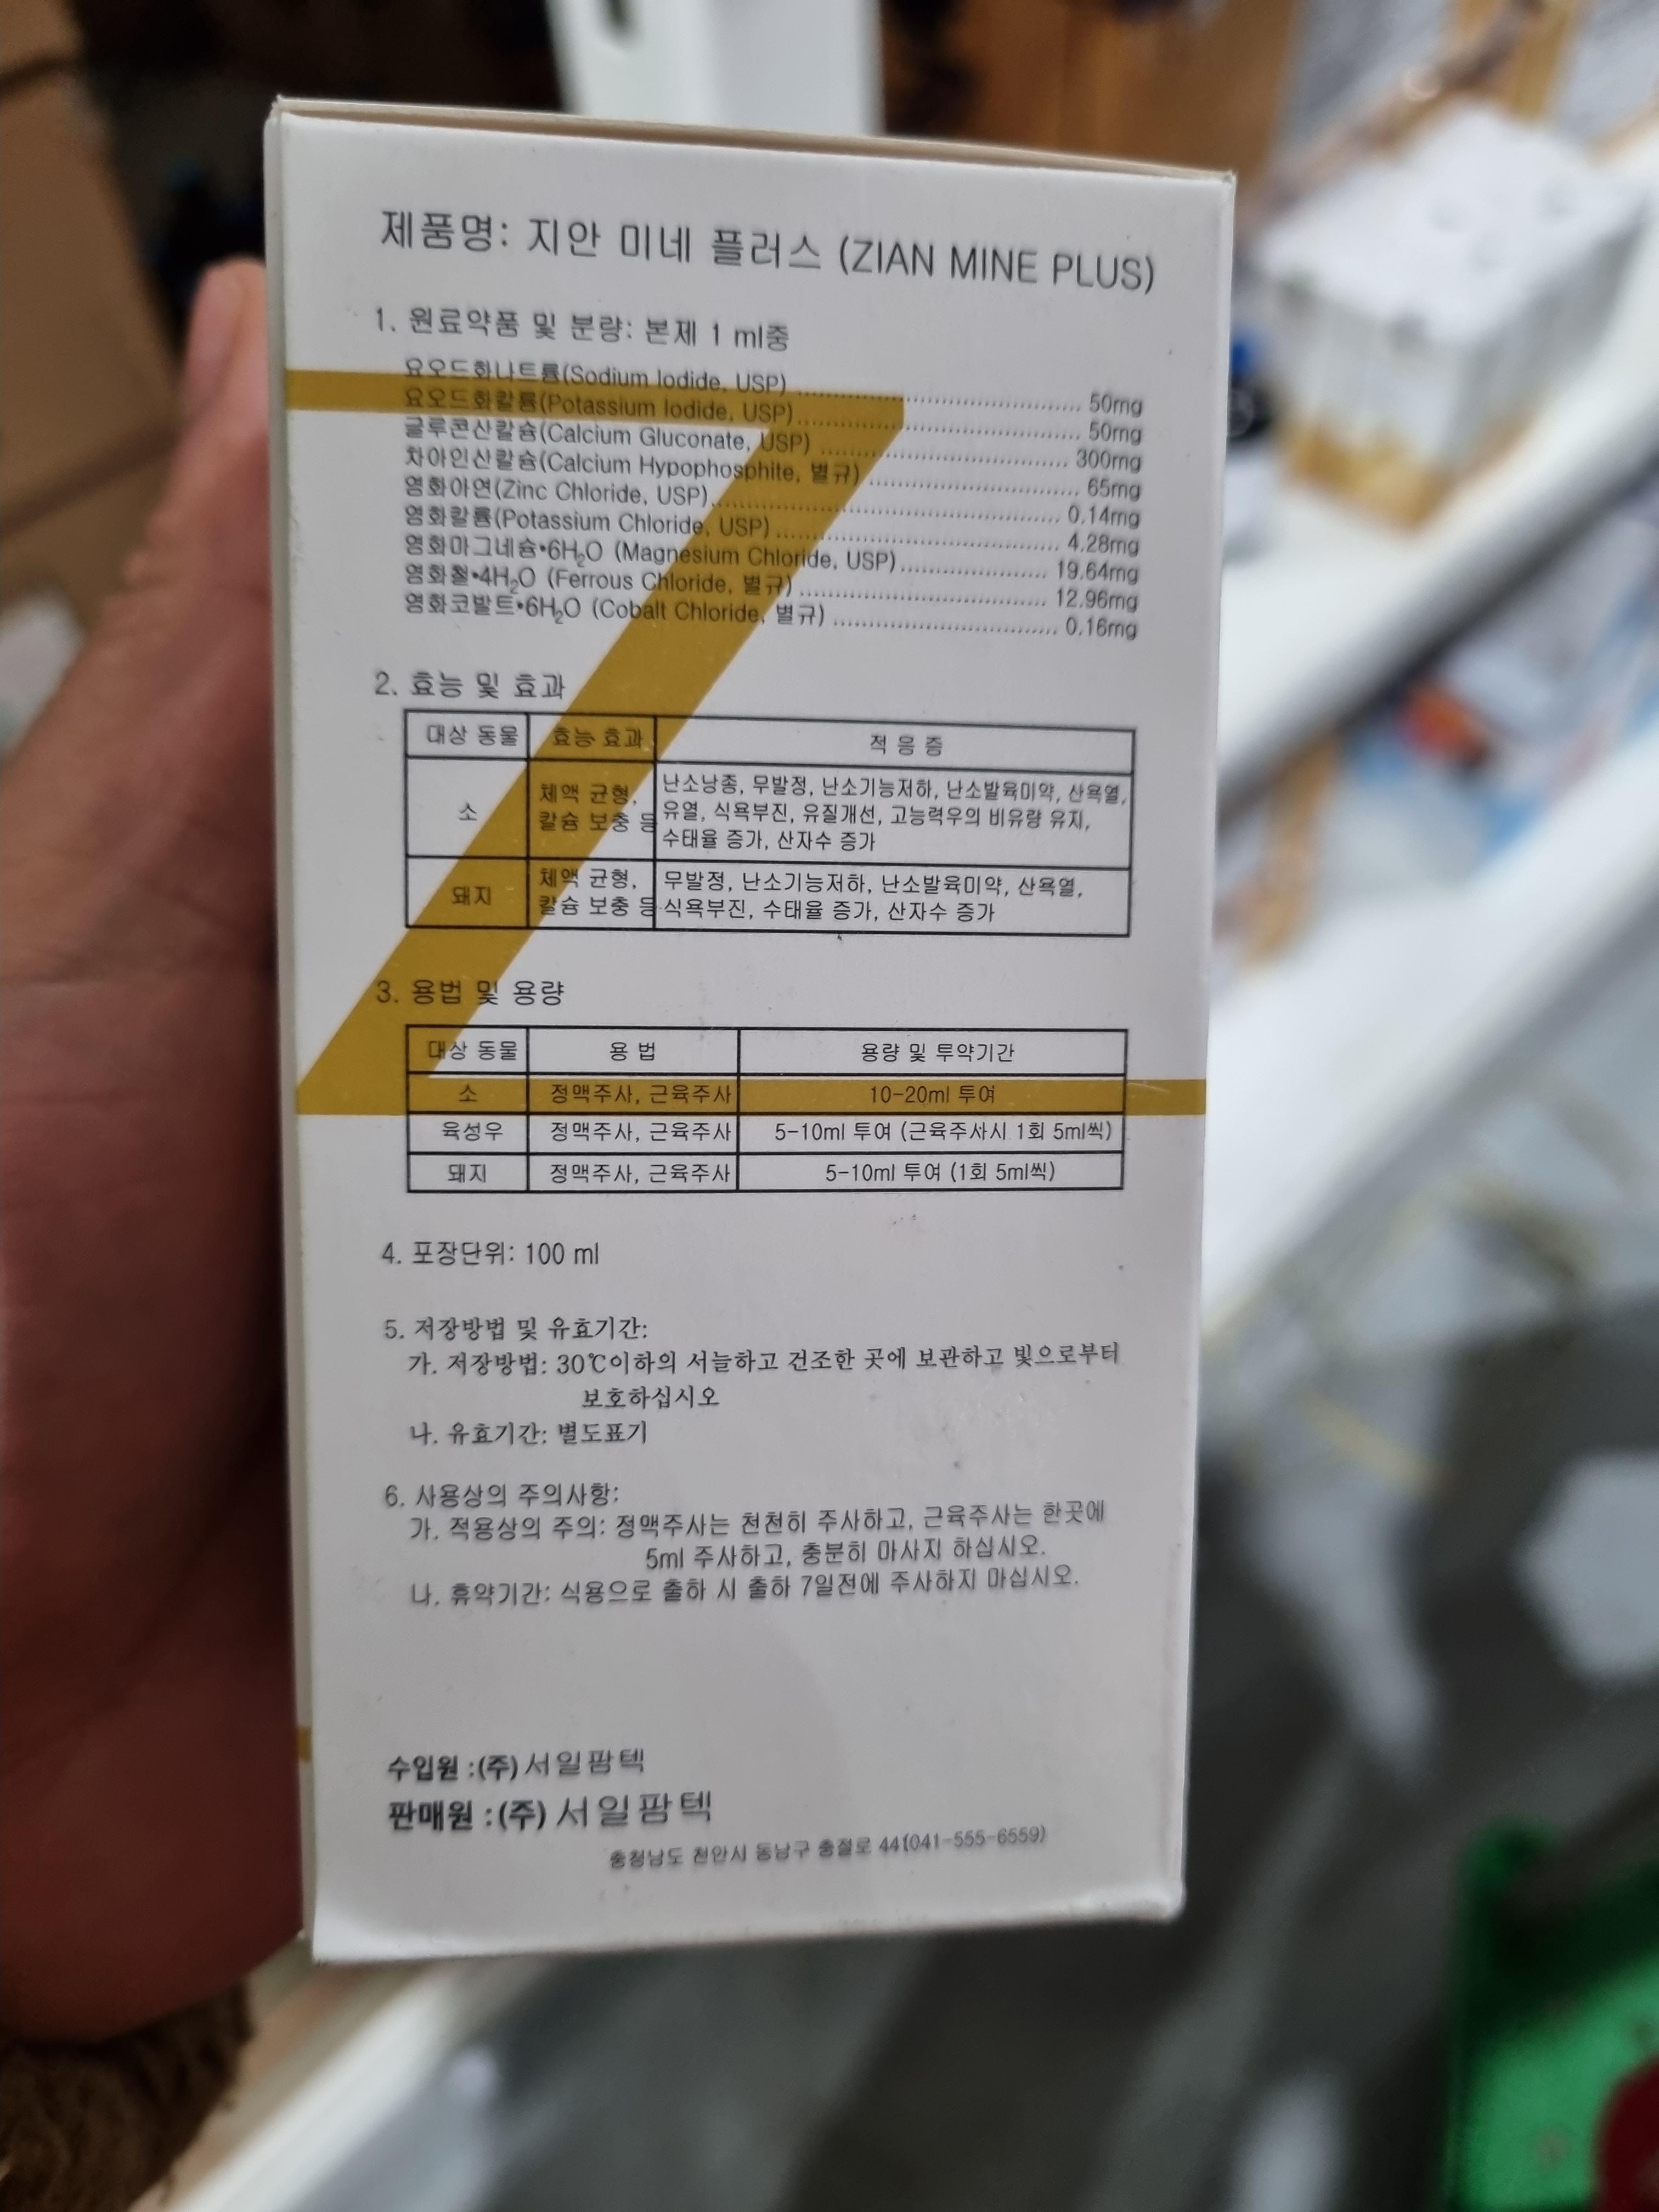 제품명: 지안 미네 플러스 (ZIAN MINE PLUS)
1. 원료약품 및 분량: 본제 1 ml중
요오드화나트륨(Sodium Iodide, USP) ........ 50mg
요오드화칼륨(Potassium Iodide, USP) ........ 50mg
글루콘산칼슘(Calcium Gluconate, USP) ........ 300mg
차아인산칼슘(Calcium Hypophosphite, 별규) ........ 65mg
염화아연(Zinc Chloride, USP) ........ 0.14mg
염화칼륨(Potassium Chloride, USP) ........ 4.28mg
염화마그네슘•6H₂O (Magnesium Chloride, USP) ........ 19.64mg
염화철•4H₂O (Ferrous Chloride, 별규) ........ 12.96mg
염화코발트•6H₂O (Cobalt Chloride, 별규) ........ 0.16mg
2. 효능 및 효과
대상 동물 효능 효과 적 응 증
소 체액 균형, 칼슘 보충 등 난소낭종, 무발정, 난소기능저하, 난소발육미약, 산욕열,
유열, 식욕부진, 유질개선, 고능력우의 비유량 유지,
수태율 증가, 산자수 증가
돼지 체액 균형, 칼슘 보충 등 무발정, 난소기능저하, 난소발육미약, 산욕열,
식욕부진, 수태율 증가, 산자수 증가
3. 용법 및 용량
대상 동물 용 법 용량 및 투약기간
소 정맥주사, 근육주사 10-20ml 투여
육성우 정맥주사, 근육주사 5-10ml 투여 (근육주사시 1회 5ml씩)
돼지 정맥주사, 근육주사 5-10ml 투여 (1회 5ml씩)
4. 포장단위: 100 ml
5. 저장방법 및 유효기간:
가. 저장방법: 30℃이하의 서늘하고 건조한 곳에 보관하고 빛으로부터
보호하십시오
나. 유효기간: 별도표기
6. 사용상의 주의사항:
가. 적용상의 주의: 정맥주사는 천천히 주사하고, 근육주사는 한곳에
5ml 주사하고, 충분히 마사지 하십시오.
나. 휴약기간: 식용으로 출하 시 출하 7일전에 주사하지 마십시오.
수입원 :(주) 서일팜텍
판매원 :(주) 서일팜텍
충청남도 천안시 동남구 충절로 44(041-555-6559)